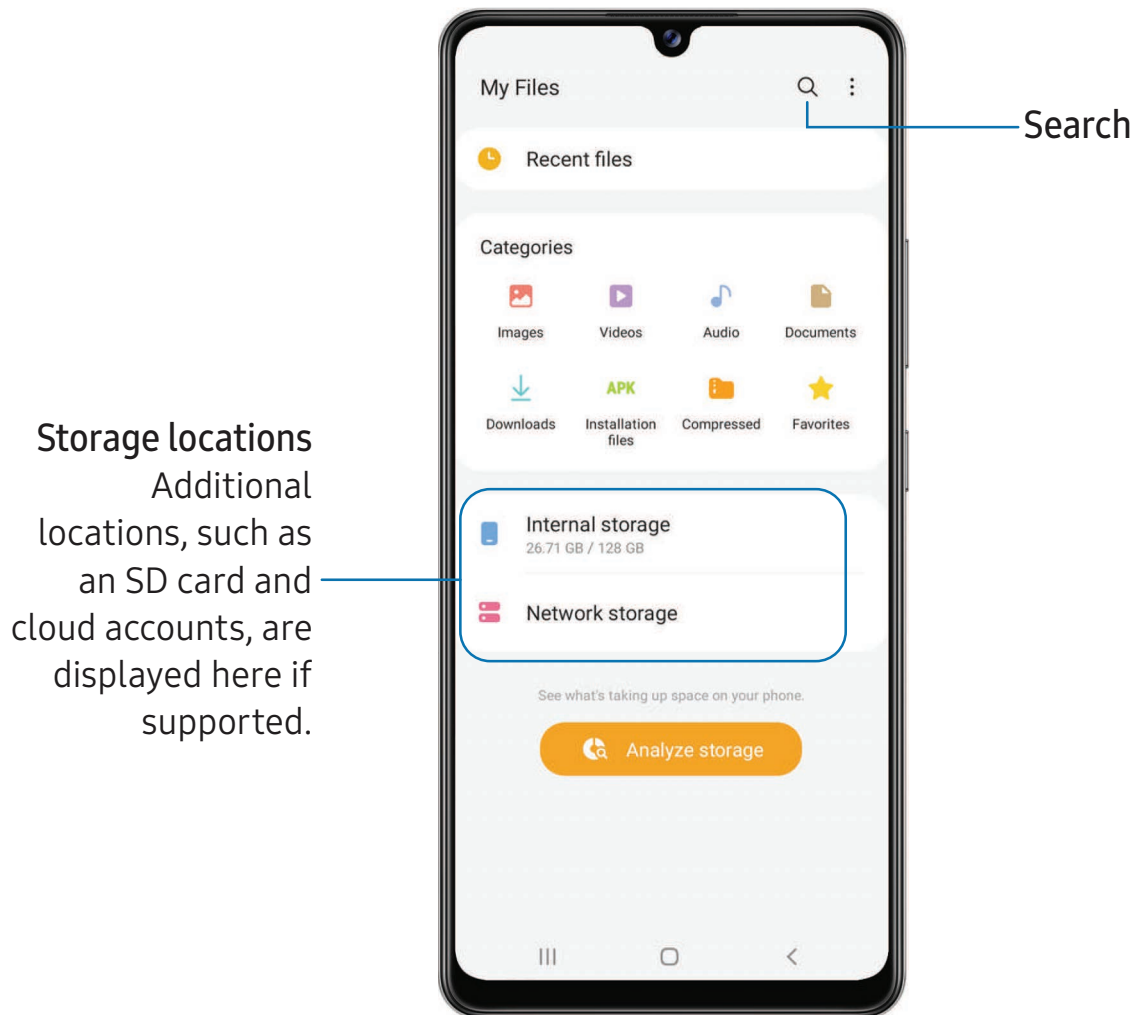 My Files
Search
Recent files
Categories
Images Videos Audio Documents
Downloads APK Installation files Compressed Favorites
Storage locations
Additional
locations, such as
an SD card and
cloud accounts, are
displayed here if
supported.
Internal storage
26.71 GB / 128 GB
Network storage
See what's taking up space on your phone.
Analyze storage